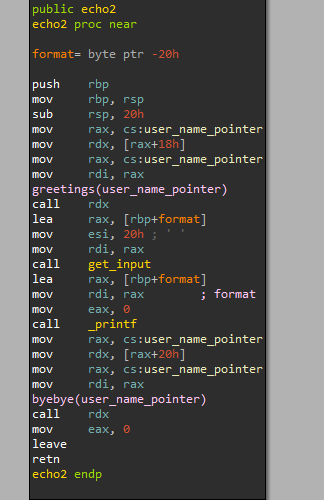 public echo2
echo2 proc near
format= byte ptr -20h
push rbp
mov rbp, rsp
sub rsp, 20h
mov rax, cs:user_name_pointer
mov rdx, [rax+18h]
mov rax, cs:user_name_pointer
mov rdi, rax
greetings(user_name_pointer)
call rdx
lea rax, [rbp+format]
mov esi, 20h ; ' '
mov rdi, rax
call get_input
lea rax, [rbp+format]
mov rdi, rax ; format
mov eax, 0
call _printf
mov rax, cs:user_name_pointer
mov rdx, [rax+20h]
mov rax, cs:user_name_pointer
mov rdi, rax
byebye(user_name_pointer)
call rdx
mov eax, 0
leave
retn
echo2 endp